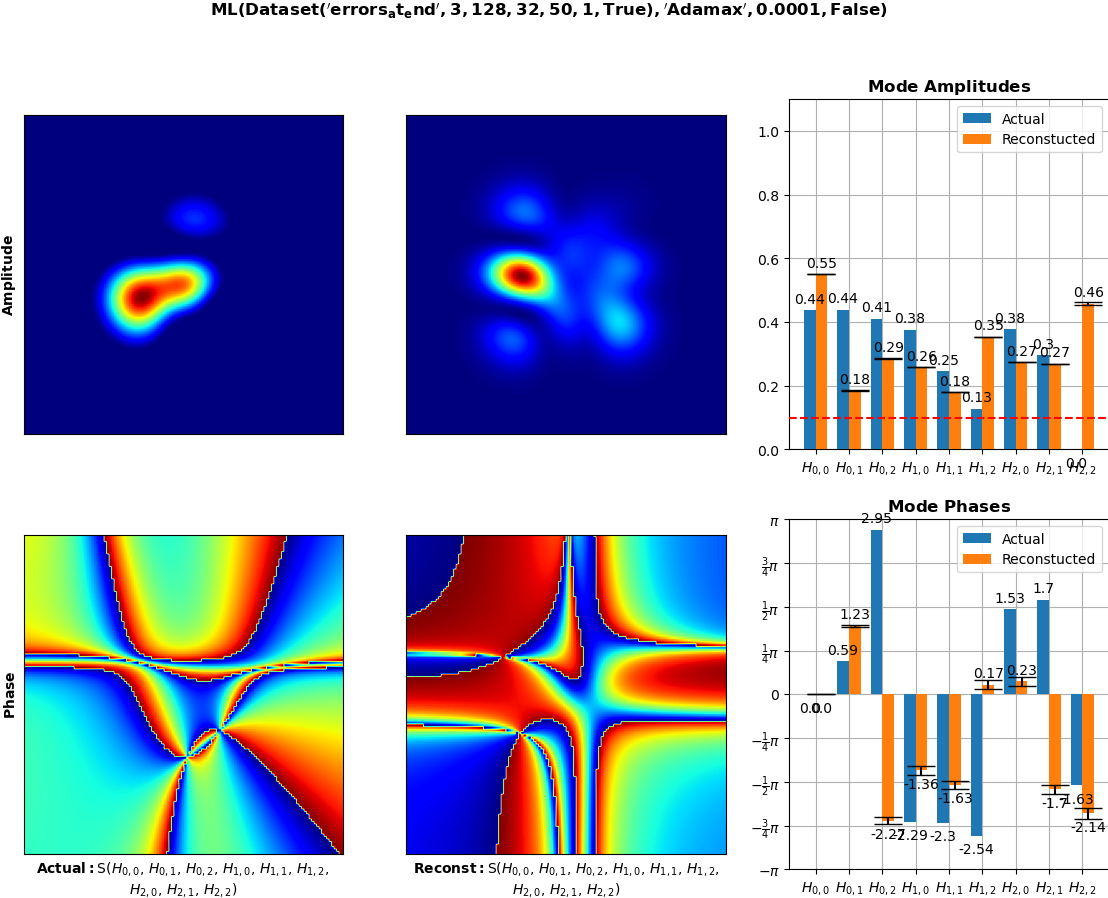 ML(Dataset('errors_at_end', 3, 128, 32, 50, 1, True), 'Adamax', 0.0001, False)
Amplitude
Mode Amplitudes
Actual
Reconstucted
1.0
0.8
0.6
0.4
0.2
0.0
0.44 0.55
0.44 0.18
0.41 0.29
0.38 0.26
0.25 0.18
0.13 0.35
0.38 0.27
0.3 0.27
0.0 0.46
H0,0 H0,1 H0,2 H1,0 H1,1 H1,2 H2,0 H2,1 H2,2
Phase
Actual: S(H0,0, H0,1, H0,2, H1,0, H1,1, H1,2,
H2,0, H2,1, H2,2)
Reconst: S(H0,0, H0,1, H0,2, H1,0, H1,1, H1,2,
H2,0, H2,1, H2,2)
Mode Phases
Actual
Reconstucted
π
3/4π
1/2π
1/4π
0
−1/4π
−1/2π
−3/4π
−π
0.0 0.0
0.59 1.23
2.95
-2.29 -1.36
-2.3 -1.63
-2.54 0.17
1.53 0.23
1.7
-2.14
H0,0 H0,1 H0,2 H1,0 H1,1 H1,2 H2,0 H2,1 H2,2